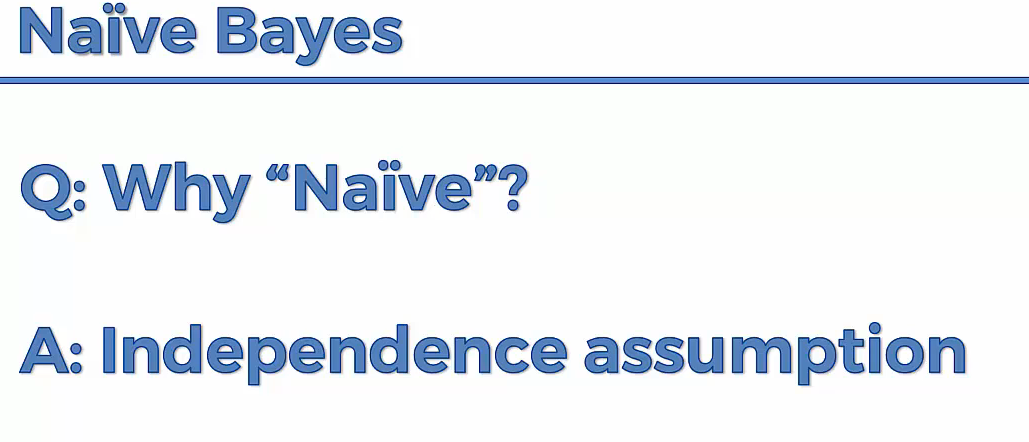 Naïve Bayes
Q: Why “Naïve”?
A: Independence assumption